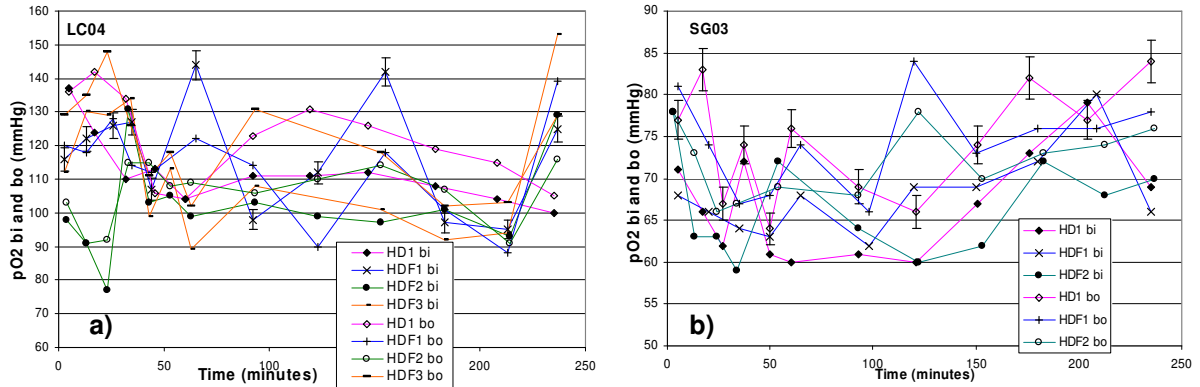 LC04
pO2 bi and bo (mmHg)
160
150
140
130
120
110
100
90
80
70
60
0
50
100
150
200
250
Time (minutes)
a)
HD1 bi
HDF1 bi
HDF2 bi
HDF3 bi
HD1 bo
HDF1 bo
HDF2 bo
HDF3 bo
SG03
pO2 bi and bo (mmHg)
90
85
80
75
70
65
60
55
50
0
50
100
150
200
250
Time (minutes)
b)
HD1 bi
HDF1 bi
HDF2 bi
HD1 bo
HDF1 bo
HDF2 bo